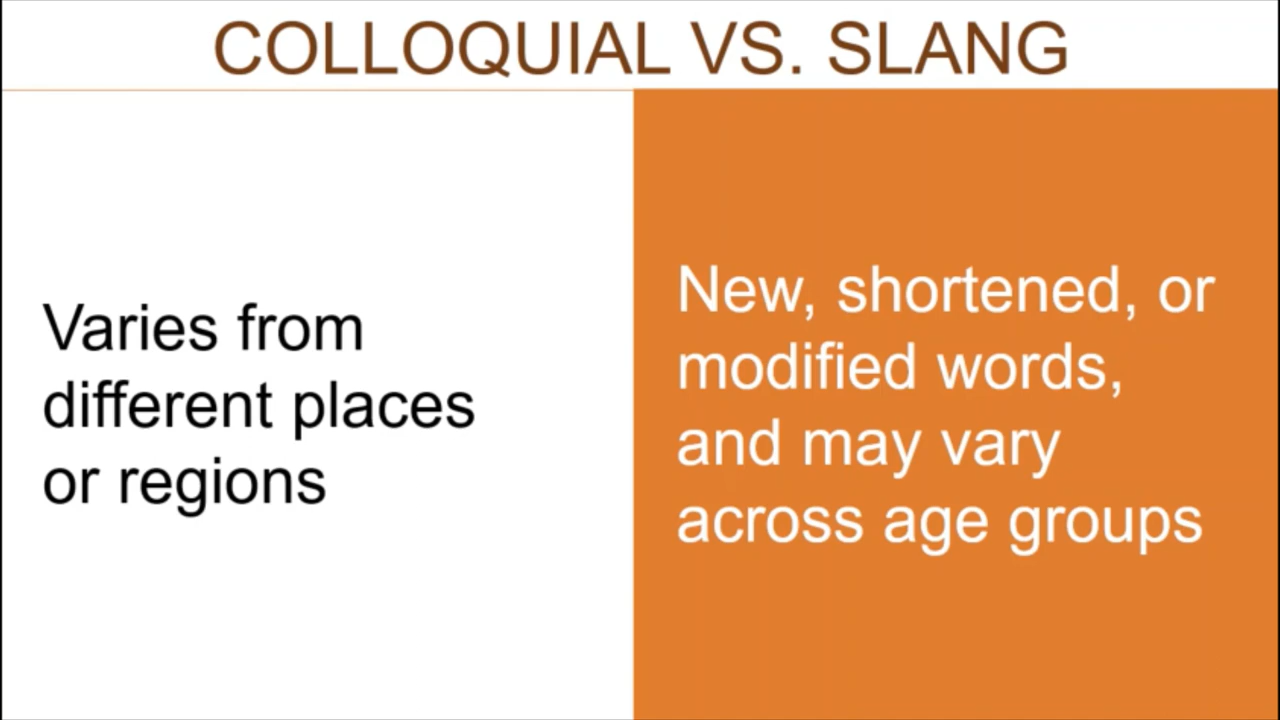 COLLOQUIAL VS. SLANG
Varies from
different places
or regions
New, shortened, or
modified words,
and may vary
across age groups